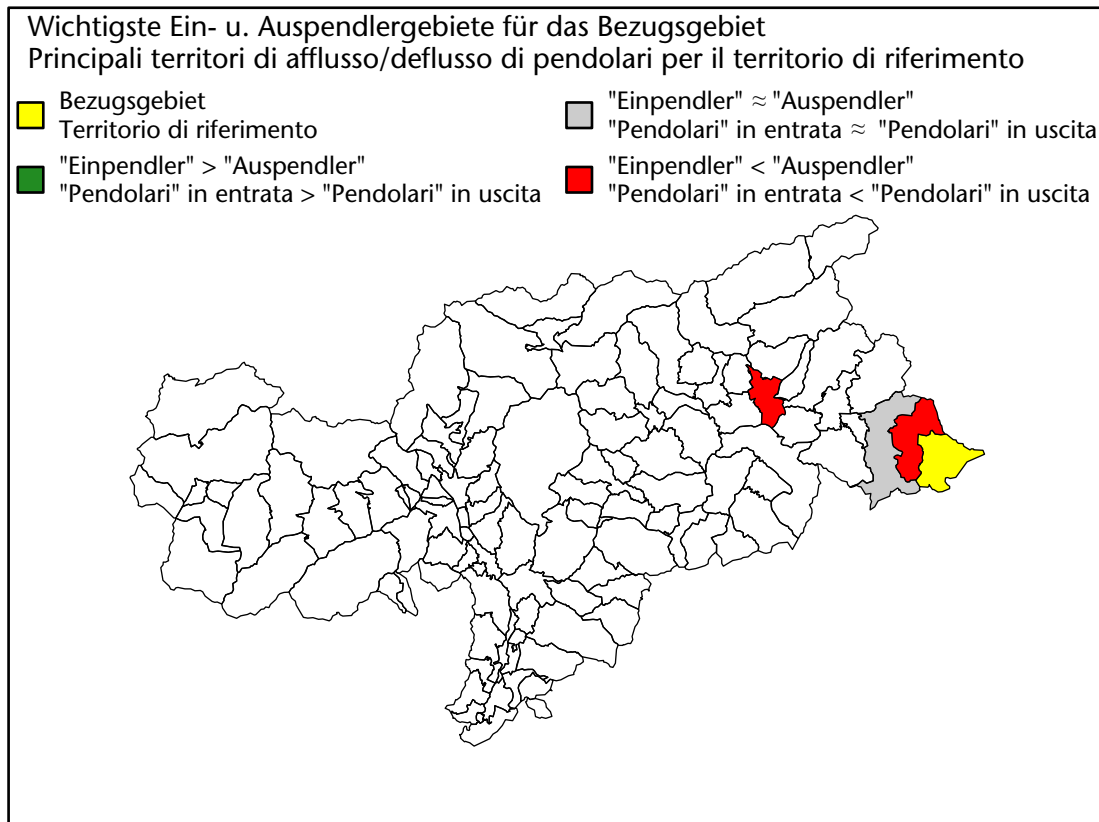 Wichtigste Ein- u. Auspendlergebiete für das Bezugsgebiet
Principali territori di afflusso/deflusso di pendolari per il territorio di riferimento
Bezugsgebiet
Territorio di riferimento
"Einpendler" > "Auspendler"
"Pendolari" in entrata > "Pendolari" in uscita
"Einpendler" ≈ "Auspendler"
"Pendolari" in entrata ≈ "Pendolari" in uscita
"Einpendler" < "Auspendler"
"Pendolari" in entrata < "Pendolari" in uscita